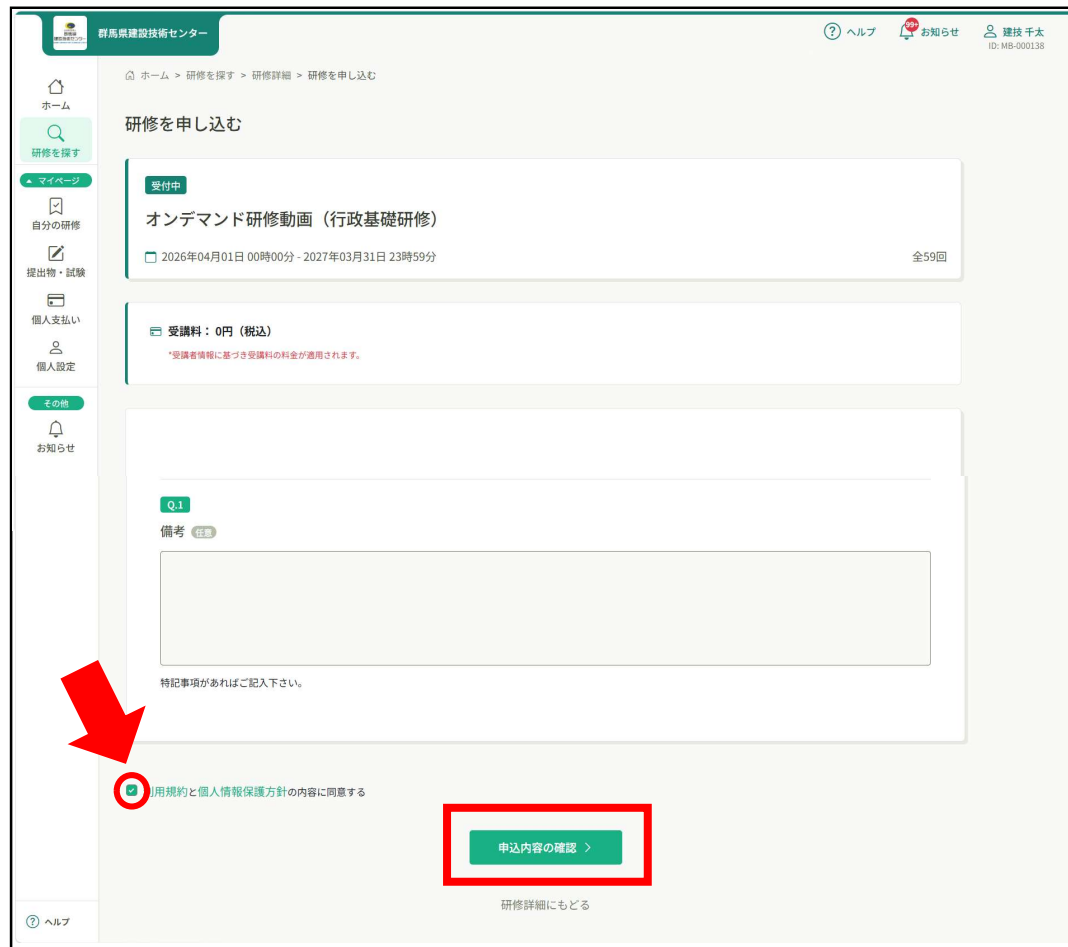 群馬県建設技術センター
ヘルプ
99+
お知らせ
建技 千太
ID: MB-000138
ホーム > 研修を探す > 研修詳細 > 研修を申し込む
ホーム
研修を探す
マイページ
自分の研修
提出物・試験
個人支払い
個人設定
その他
お知らせ
ヘルプ
研修を申し込む
受付中
オンデマンド研修動画（行政基礎研修）
2026年04月01日 00時00分 - 2027年03月31日 23時59分
全59回
受講料： 0円（税込）
*受講者情報に基づき受講料の料金が適用されます。
Q.1
備考 任意
特記事項があればご記入下さい。
利用規約と個人情報保護方針の内容に同意する
申込内容の確認
研修詳細にもどる